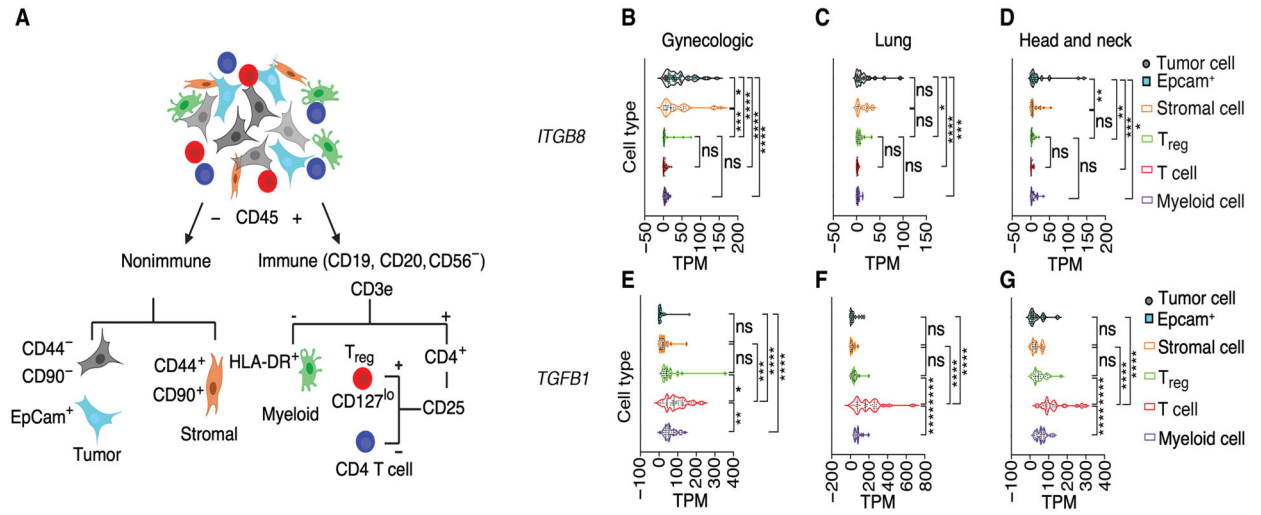 A
− CD45 +
Nonimmune
Immune (CD19, CD20, CD56⁻)
CD3e
-
+
CD44⁻
CD90⁻
EpCam⁺
Tumor
CD44⁺
CD90⁺
Stromal
HLA-DR⁺
Myeloid
Treg
CD127lo
+
−
CD4 T cell
CD4⁺
CD25
ITGB8
B
Gynecologic
Cell type
*
***
****
****
****
ns
ns
−50
0
50
100
150
200
TPM
C
Lung
ns
ns
*
****
***
ns
ns
−50
0
50
100
150
TPM
D
Head and neck
**
ns
**
***
*
ns
ns
−50
0
50
100
150
200
TPM
Tumor cell
Epcam⁺
Stromal cell
Treg
T cell
Myeloid cell
TGFB1
E
Cell type
ns
ns
*
**
***
****
****
−100
0
100
200
300
400
TPM
F
ns
ns
****
****
****
****
−200
0
200
400
600
800
TPM
G
ns
ns
****
****
****
−100
0
100
200
300
400
TPM
Tumor cell
Epcam⁺
Stromal cell
Treg
T cell
Myeloid cell